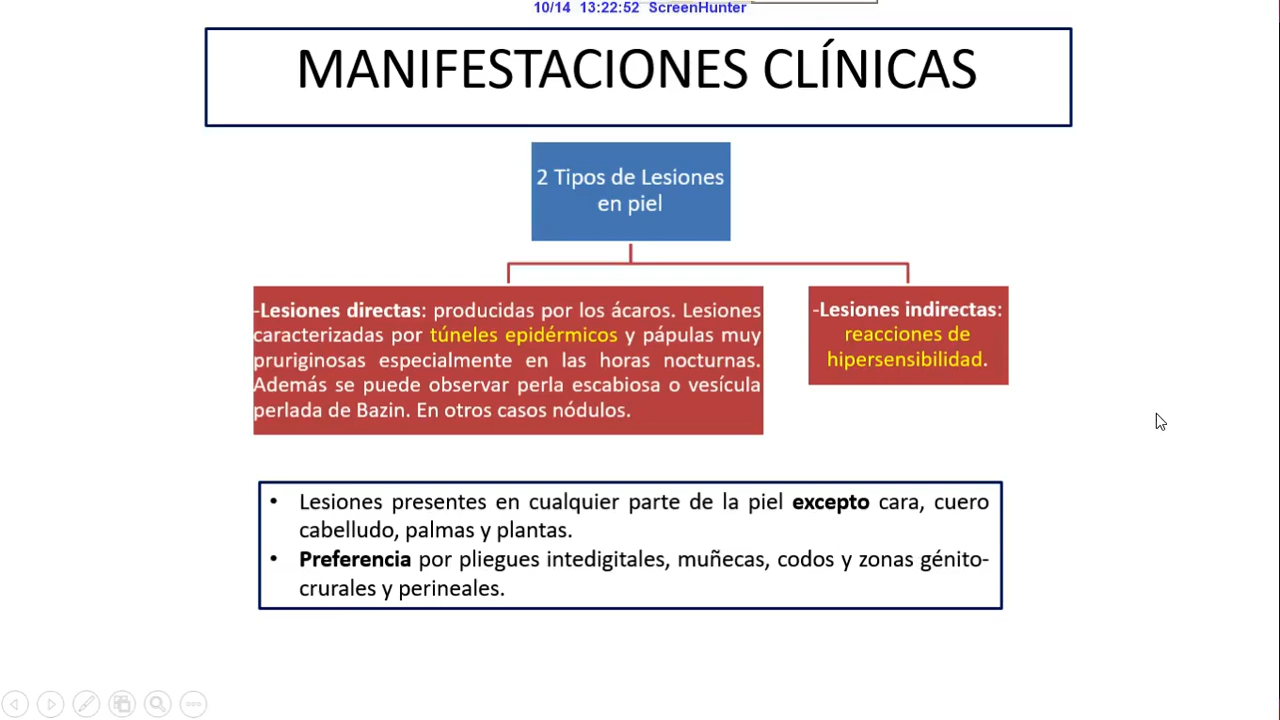 10/14 13:22:52 ScreenHunter
MANIFESTACIONES CLÍNICAS
2 Tipos de Lesiones
en piel
-Lesiones directas: producidas por los ácaros. Lesiones
caracterizadas por túneles epidérmicos y pápulas muy
pruriginosas especialmente en las horas nocturnas.
Además se puede observar perla escabiosa o vesícula
perlada de Bazin. En otros casos nódulos.
-Lesiones indirectas:
reacciones de
hipersensibilidad.
• Lesiones presentes en cualquier parte de la piel excepto cara, cuero
cabelludo, palmas y plantas.
• Preferencia por pliegues intedigitales, muñecas, codos y zonas génito-
crurales y perineales.